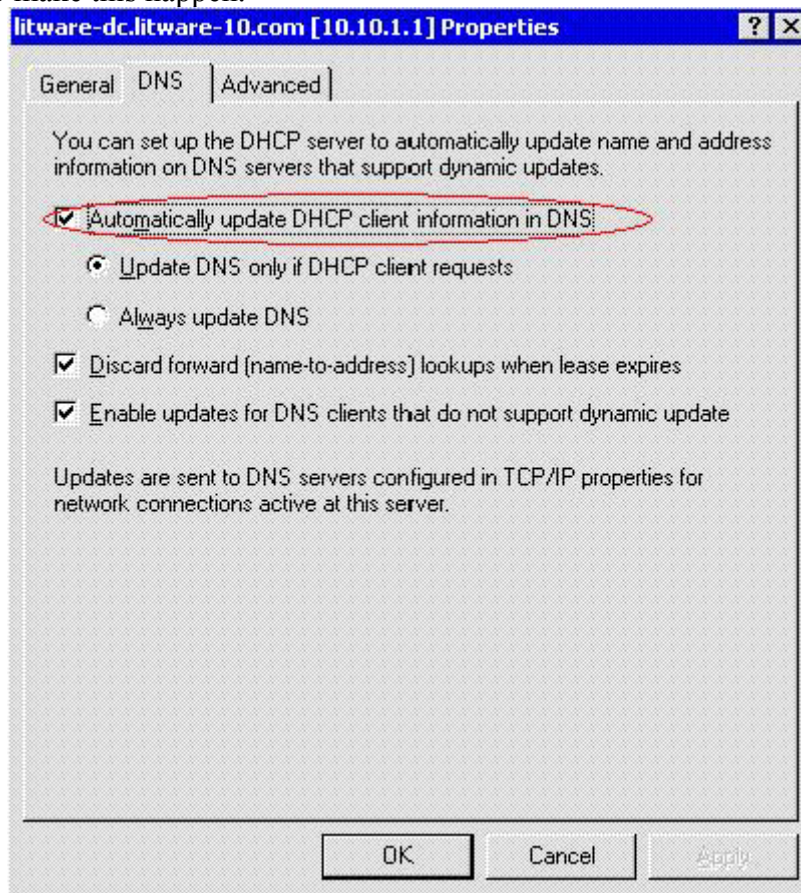 make this happen.
litware-dc.litware-10.com [10.10.1.1] Properties
? X
General DNS Advanced
You can set up the DHCP server to automatically update name and address
information on DNS servers that support dynamic updates.
Automatically update DHCP client information in DNS
Update DNS only if DHCP client requests
Always update DNS
Discard forward (name-to-address) lookups when lease expires
Enable updates for DNS clients that do not support dynamic update
Updates are sent to DNS servers configured in TCP/IP properties for
network connections active at this server.
OK Cancel Apply